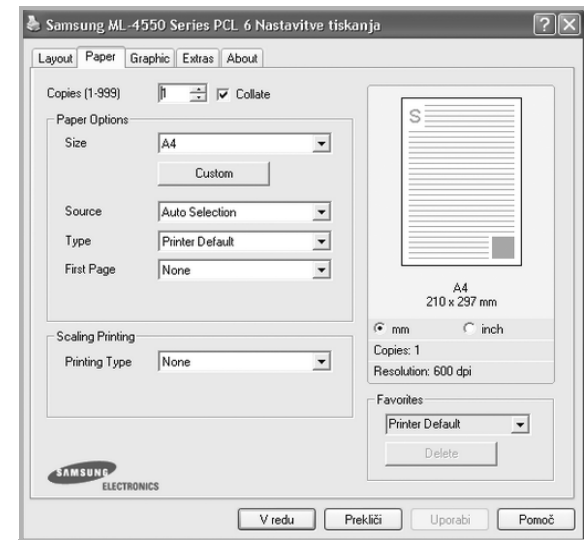 Samsung ML-4550 Series PCL 6 Nastavitve tiskanja
Layout Paper Graphic Extras About
Copies (1-999) 1 Collate
Paper Options
Size A4
Custom
Source Auto Selection
Type Printer Default
First Page None
Scaling Printing
Printing Type None
S
A4
210 x 297 mm
mm inch
Copies: 1
Resolution: 600 dpi
Favorites
Printer Default
Delete
SAMSUNG
ELECTRONICS
V redu Prekliči Uporabi Pomoč